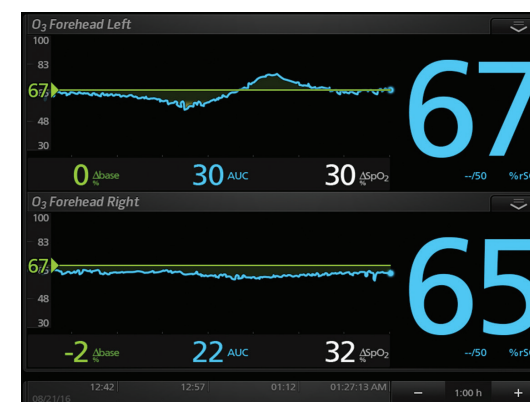 O3 Forehead Left
100
83
67
48
30
67
0 Δbase %
30 AUC
30 ΔSpO2 %
--/50 %rSO
O3 Forehead Right
100
83
67
48
30
65
-2 Δbase %
22 AUC
32 ΔSpO2 %
--/50 %rSO
12:42 12:57 01:12 01:27:13 AM
08/21/16
− 1:00 h +